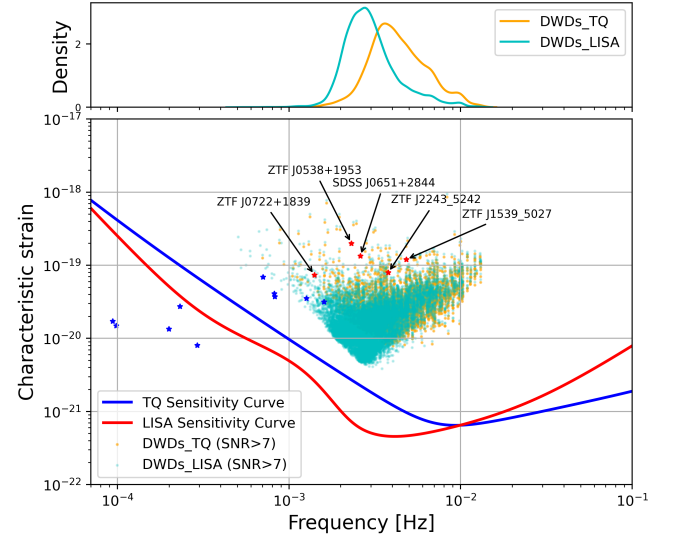 Density
2
0
DWDs_TQ
DWDs_LISA
Characteristic strain
10⁻¹⁷
10⁻¹⁸
10⁻¹⁹
10⁻²⁰
10⁻²¹
10⁻²²
ZTF J0538+1953
SDSS J0651+2844
ZTF J0722+1839
ZTF J2243_5242
ZTF J1539_5027
TQ Sensitivity Curve
LISA Sensitivity Curve
DWDs_TQ (SNR>7)
DWDs_LISA (SNR>7)
10⁻⁴
10⁻³
10⁻²
10⁻¹
Frequency [Hz]